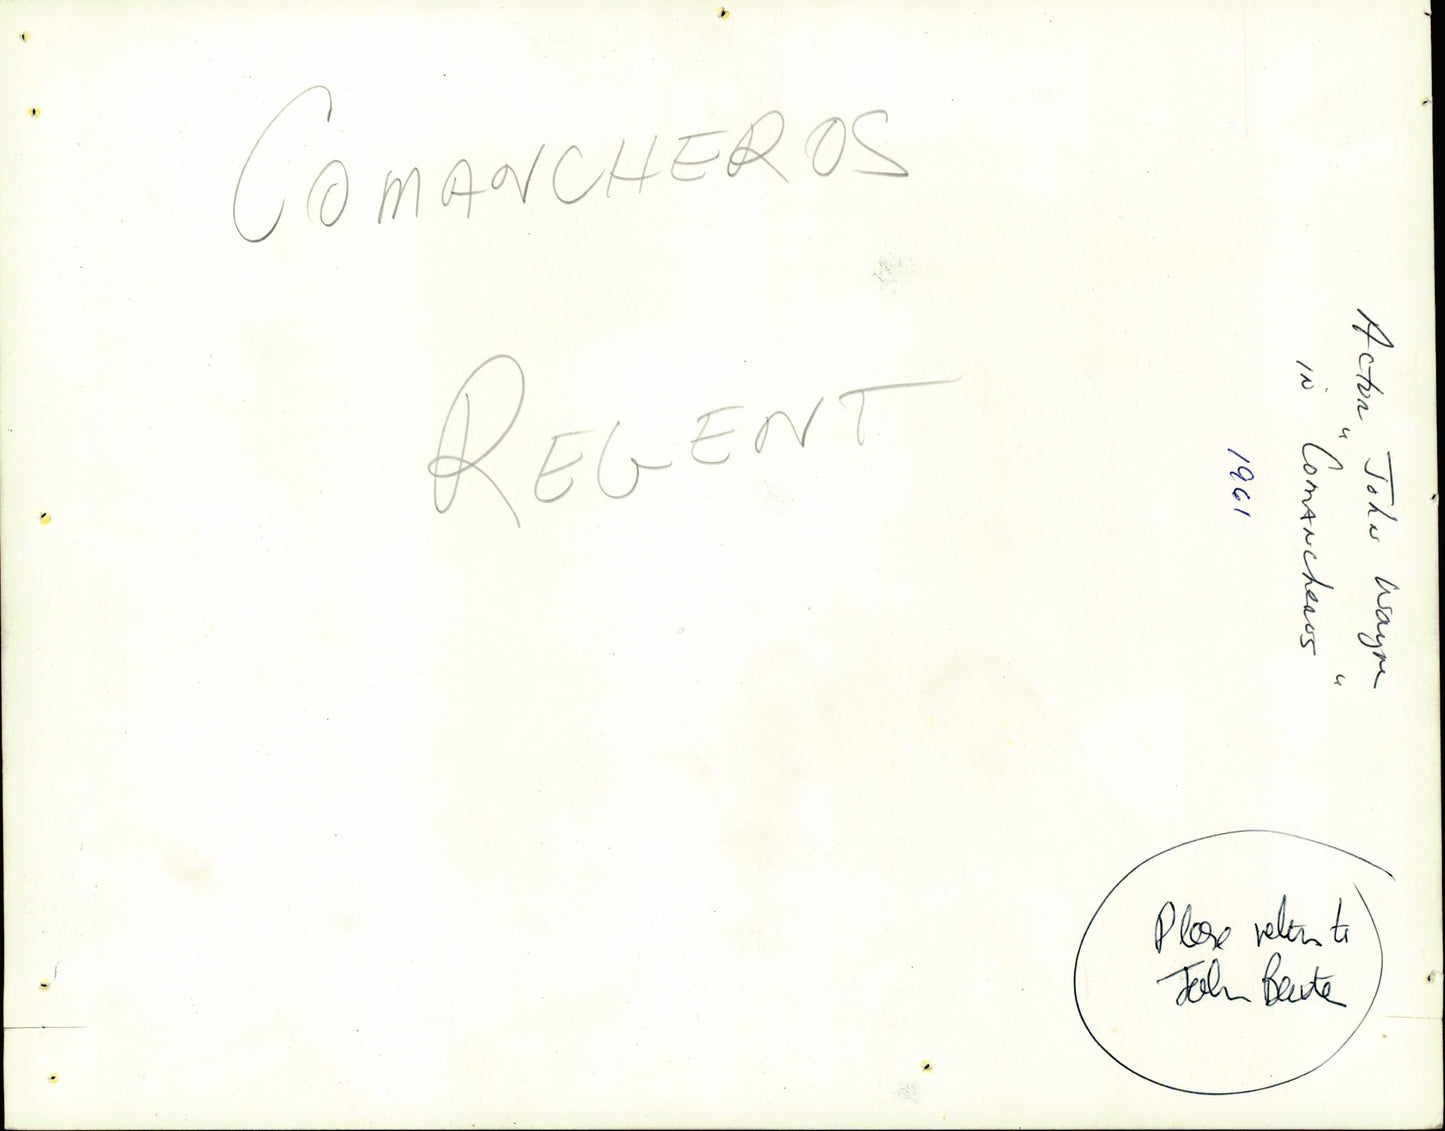 COMANCHEROS
REGENT
Actor John Wayne
in "Comancheros"
1961
Please return to
John